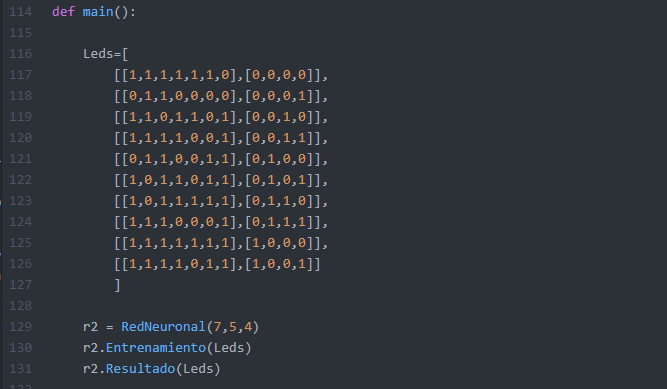 114 def main():
115
116     Leds=[
117         [[1,1,1,1,1,1,0],[0,0,0,0]],
118         [[0,1,1,0,0,0,0],[0,0,0,1]],
119         [[1,1,0,1,1,0,1],[0,0,1,0]],
120         [[1,1,1,1,0,0,1],[0,0,1,1]],
121         [[0,1,1,0,0,1,1],[0,1,0,0]],
122         [[1,0,1,1,0,1,1],[0,1,0,1]],
123         [[1,0,1,1,1,1,1],[0,1,1,0]],
124         [[1,1,1,0,0,0,1],[0,1,1,1]],
125         [[1,1,1,1,1,1,1],[1,0,0,0]],
126         [[1,1,1,1,0,1,1],[1,0,0,1]]
127         ]
128
129     r2 = RedNeuronal(7,5,4)
130     r2.Entrenamiento(Leds)
131     r2.Resultado(Leds)